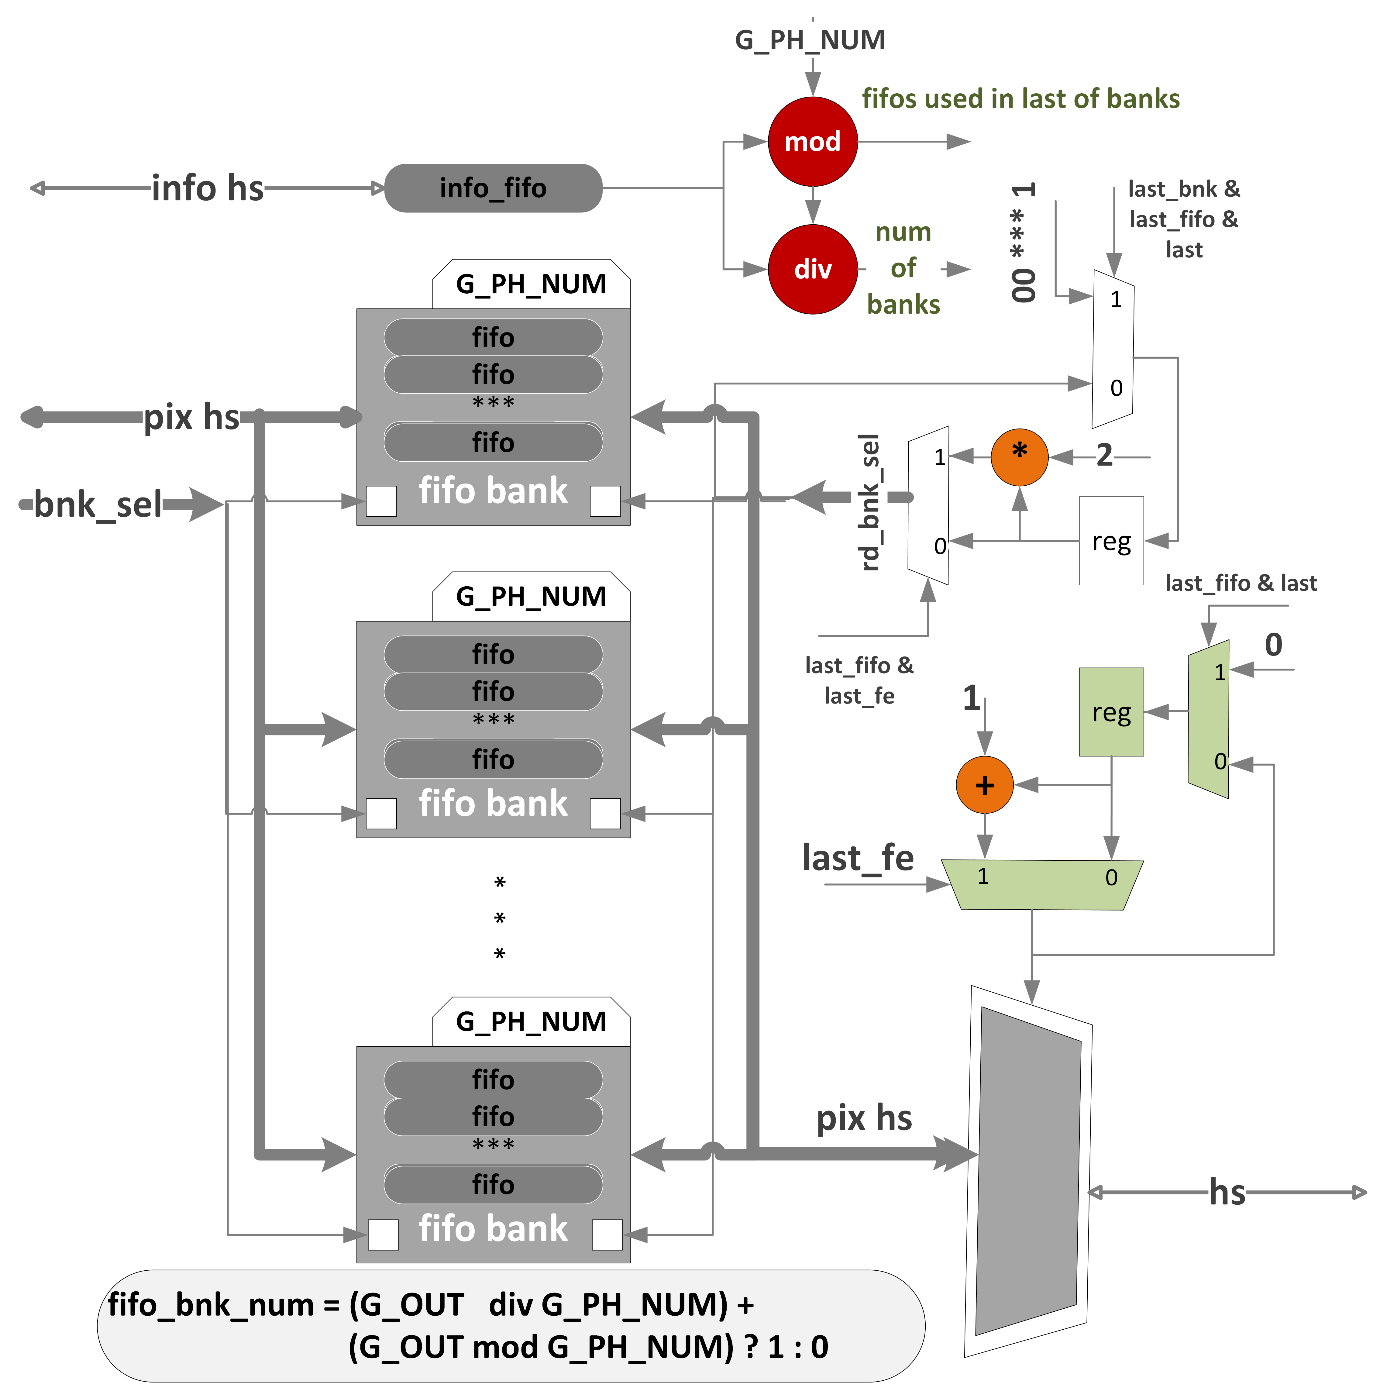 G_PH_NUM
fifos used in last of banks
mod
info hs
info_fifo
00 *** 1
last_bnk &
last_fifo &
last
div
num
of
banks
G_PH_NUM
1
fifo
fifo
***
fifo
fifo bank
0
pix hs
bnk_sel
rd_bnk_sel
1
*
2
0
reg
last_fifo &
last_fe
last_fifo & last
0
1
G_PH_NUM
fifo
fifo
***
fifo
fifo bank
reg
1
0
+
last_fe
1
0
*
*
*
G_PH_NUM
fifo
fifo
***
fifo
fifo bank
pix hs
hs
fifo_bnk_num = (G_OUT div G_PH_NUM) +
(G_OUT mod G_PH_NUM) ? 1 : 0